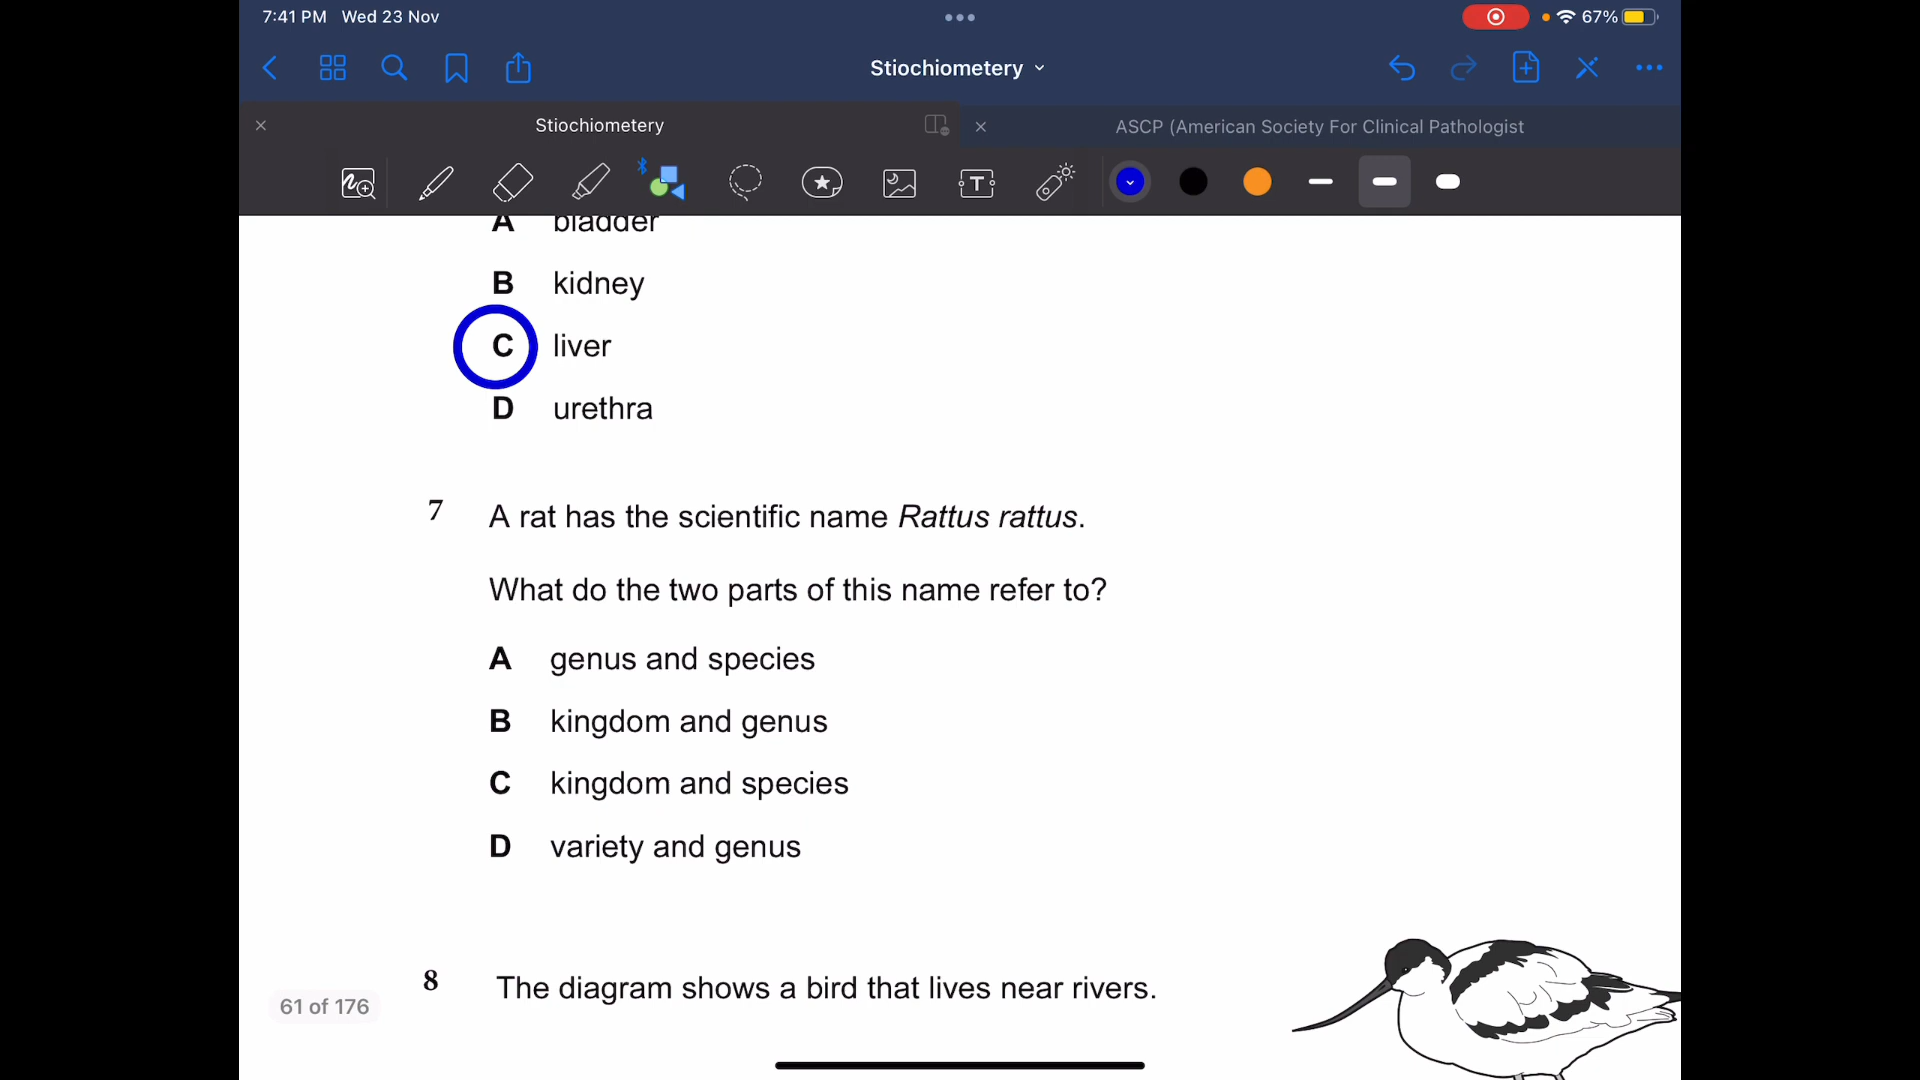 7:41 PM Wed 23 Nov
67%
Stiochiometery
Stiochiometery
ASCP (American Society For Clinical Pathologist
T
A bladder
B kidney
C liver
D urethra
7 A rat has the scientific name Rattus rattus.
What do the two parts of this name refer to?
A genus and species
B kingdom and genus
C kingdom and species
D variety and genus
8 The diagram shows a bird that lives near rivers.
61 of 176